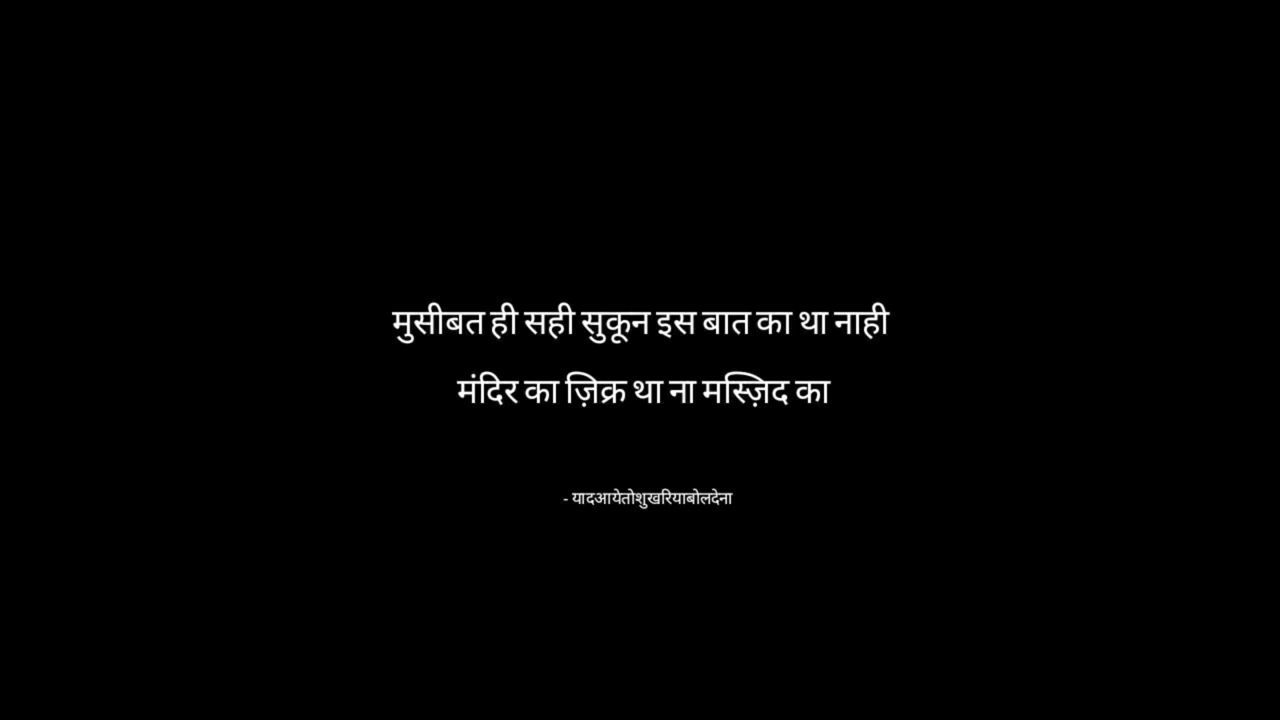 मुसीबत ही सही सुकून इस बात का था नाही
मंदिर का ज़िक्र था ना मस्ज़िद का
- यादआयेतोशुखरियाबोलदेना